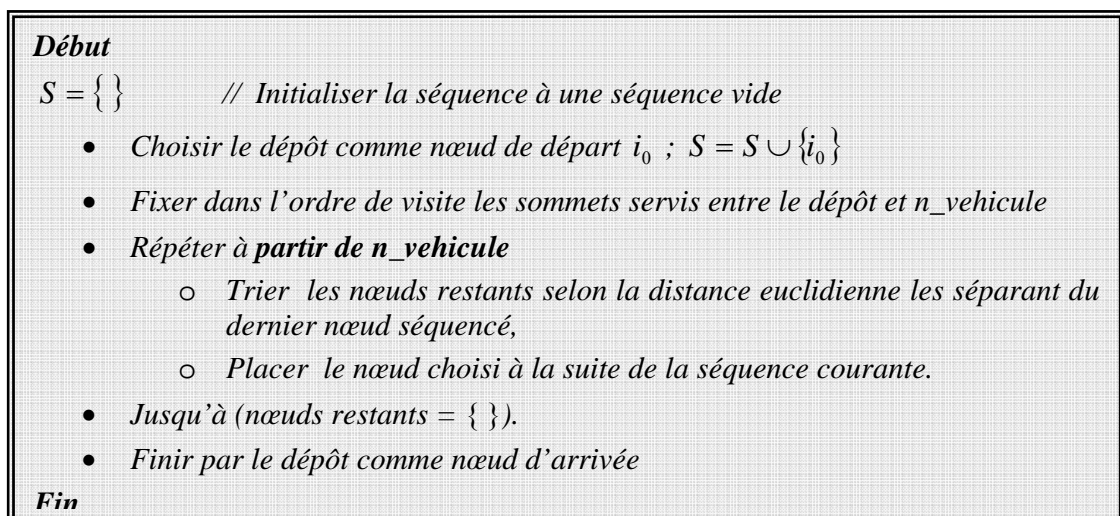 Début
S = { } // Initialiser la séquence à une séquence vide
• Choisir le dépôt comme nœud de départ i₀ ; S = S ∪ {i₀}
• Fixer dans l’ordre de visite les sommets servis entre le dépôt et n_vehicule
• Répéter à partir de n_vehicule
o Trier les nœuds restants selon la distance euclidienne les séparant du
dernier nœud séquencé,
o Placer le nœud choisi à la suite de la séquence courante.
• Jusqu’à (nœuds restants = { }).
• Finir par le dépôt comme nœud d’arrivée
Fin